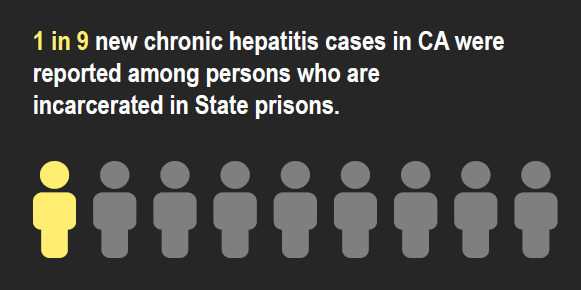 1 in 9 new chronic hepatitis cases in CA were
reported among persons who are
incarcerated in State prisons.